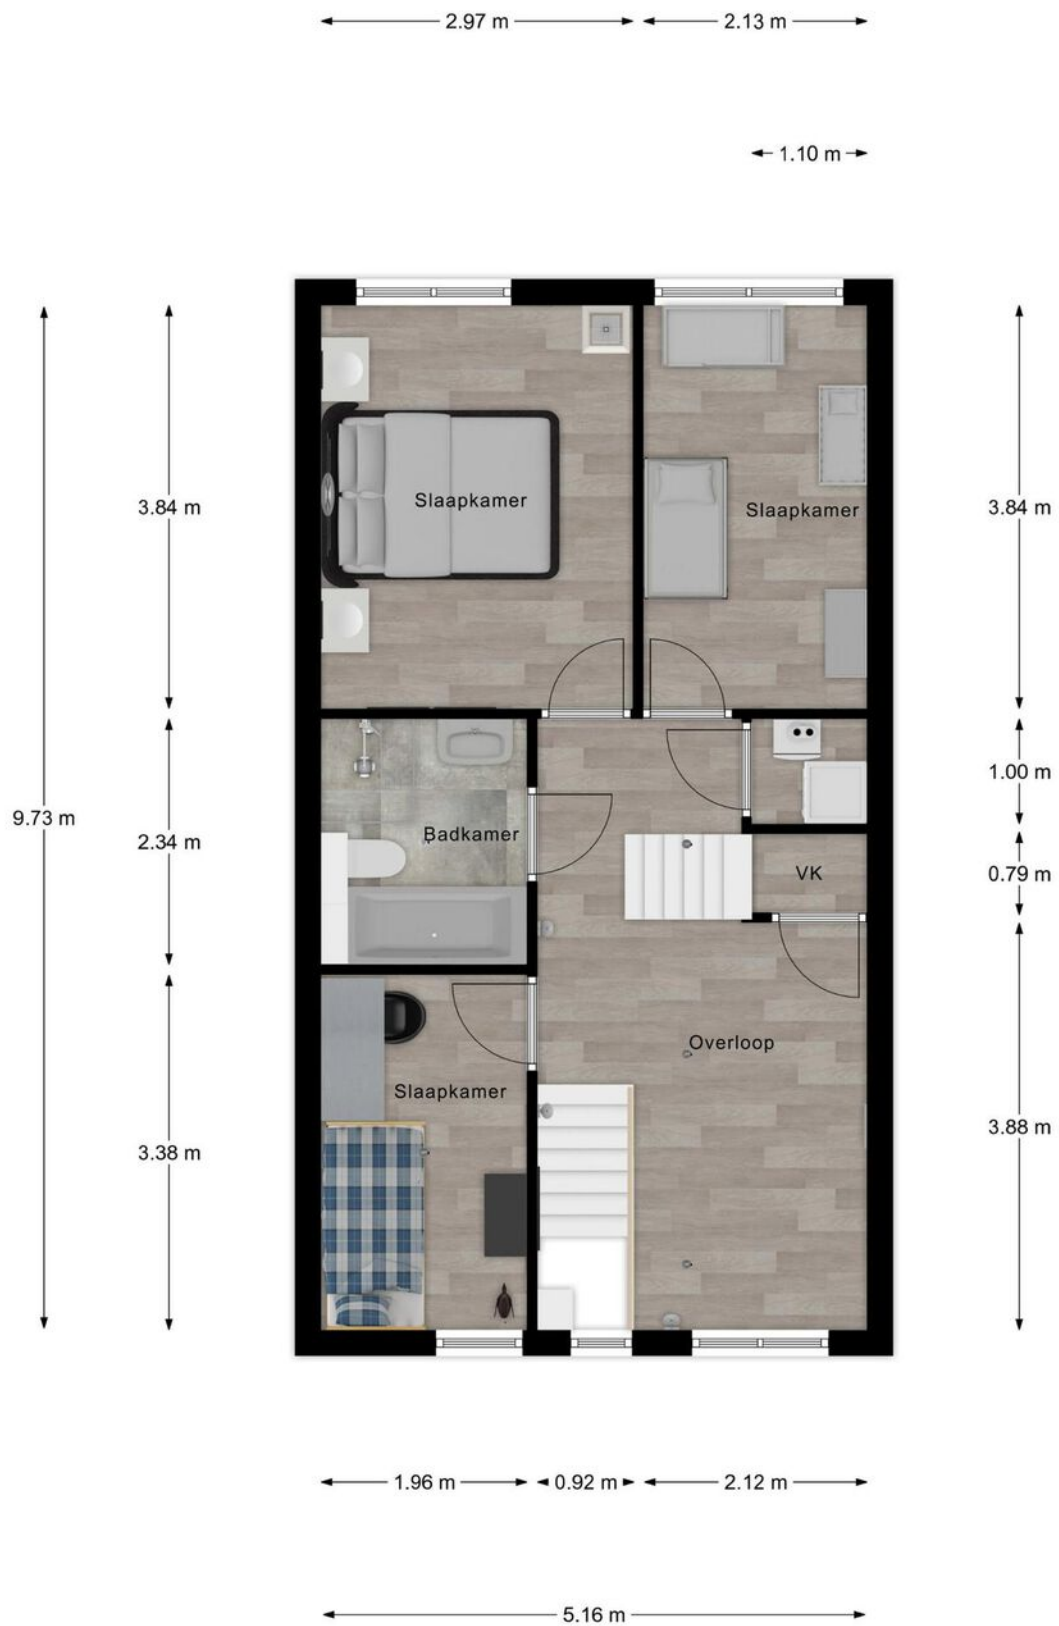 2.97 m
2.13 m
1.10 m
Slaapkamer
Slaapkamer
3.84 m
3.84 m
1.00 m
9.73 m
2.34 m
Badkamer
VK
0.79 m
Overloop
Slaapkamer
3.38 m
3.88 m
1.96 m
0.92 m
2.12 m
5.16 m